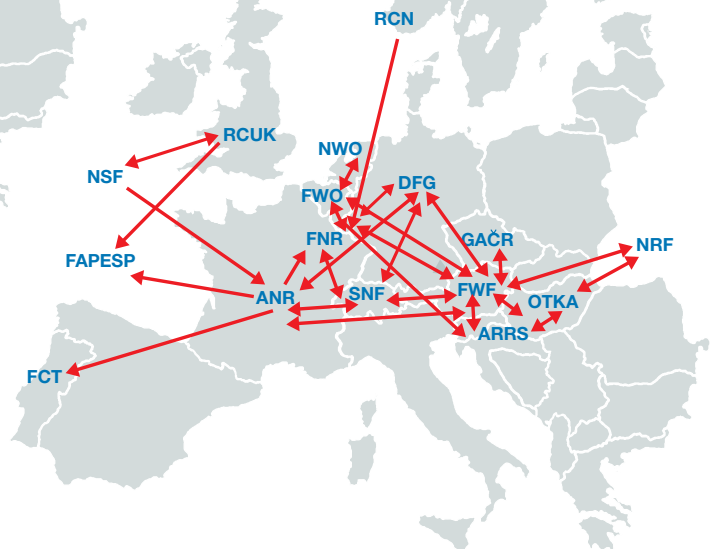 RCN
RCUK
NWO
NSF
DFG
FWO
FNR
GAČR
NRF
FAPESP
ANR
SNF
FWF
OTKA
ARRS
FCT